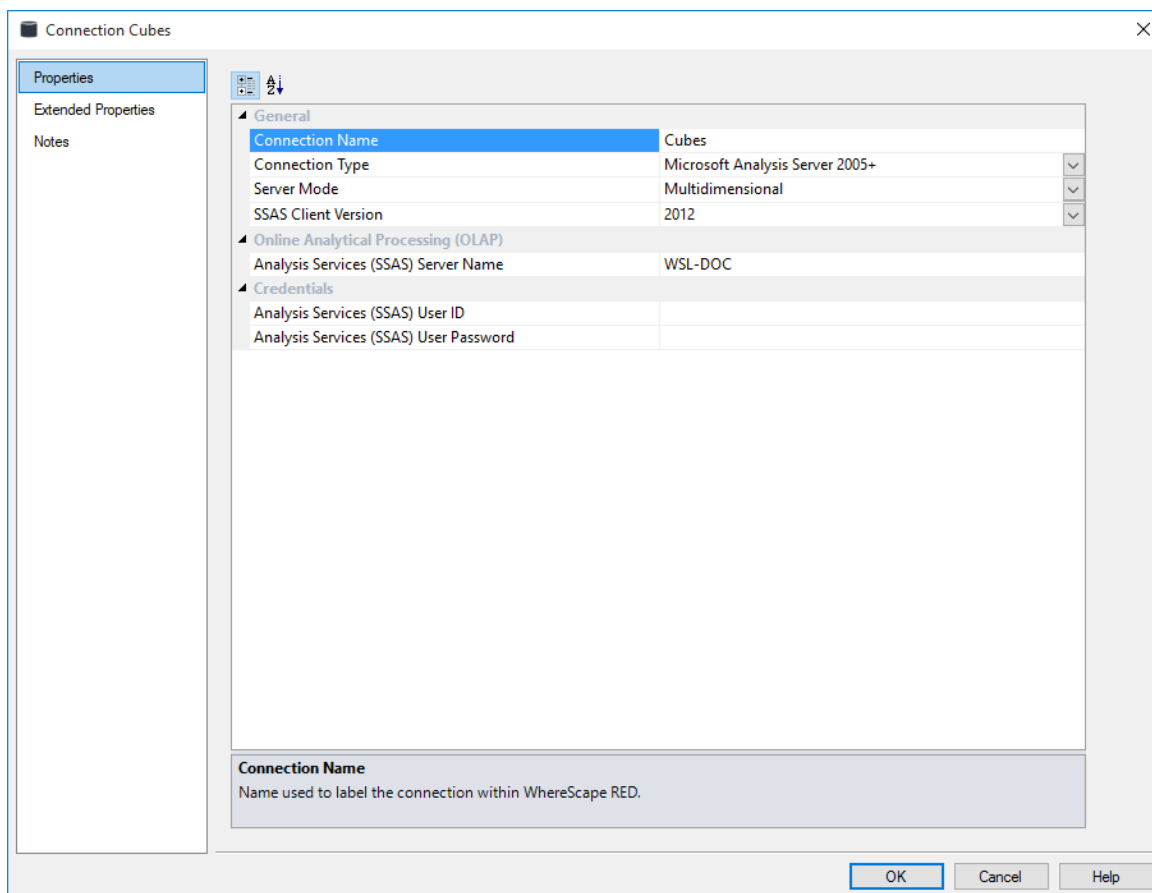 Connection Cubes
Properties
Extended Properties
Notes
General
Connection Name Cubes
Connection Type Microsoft Analysis Server 2005+
Server Mode Multidimensional
SSAS Client Version 2012
Online Analytical Processing (OLAP)
Analysis Services (SSAS) Server Name WSL-DOC
Credentials
Analysis Services (SSAS) User ID
Analysis Services (SSAS) User Password
Connection Name
Name used to label the connection within WhereScape RED.
OK Cancel Help